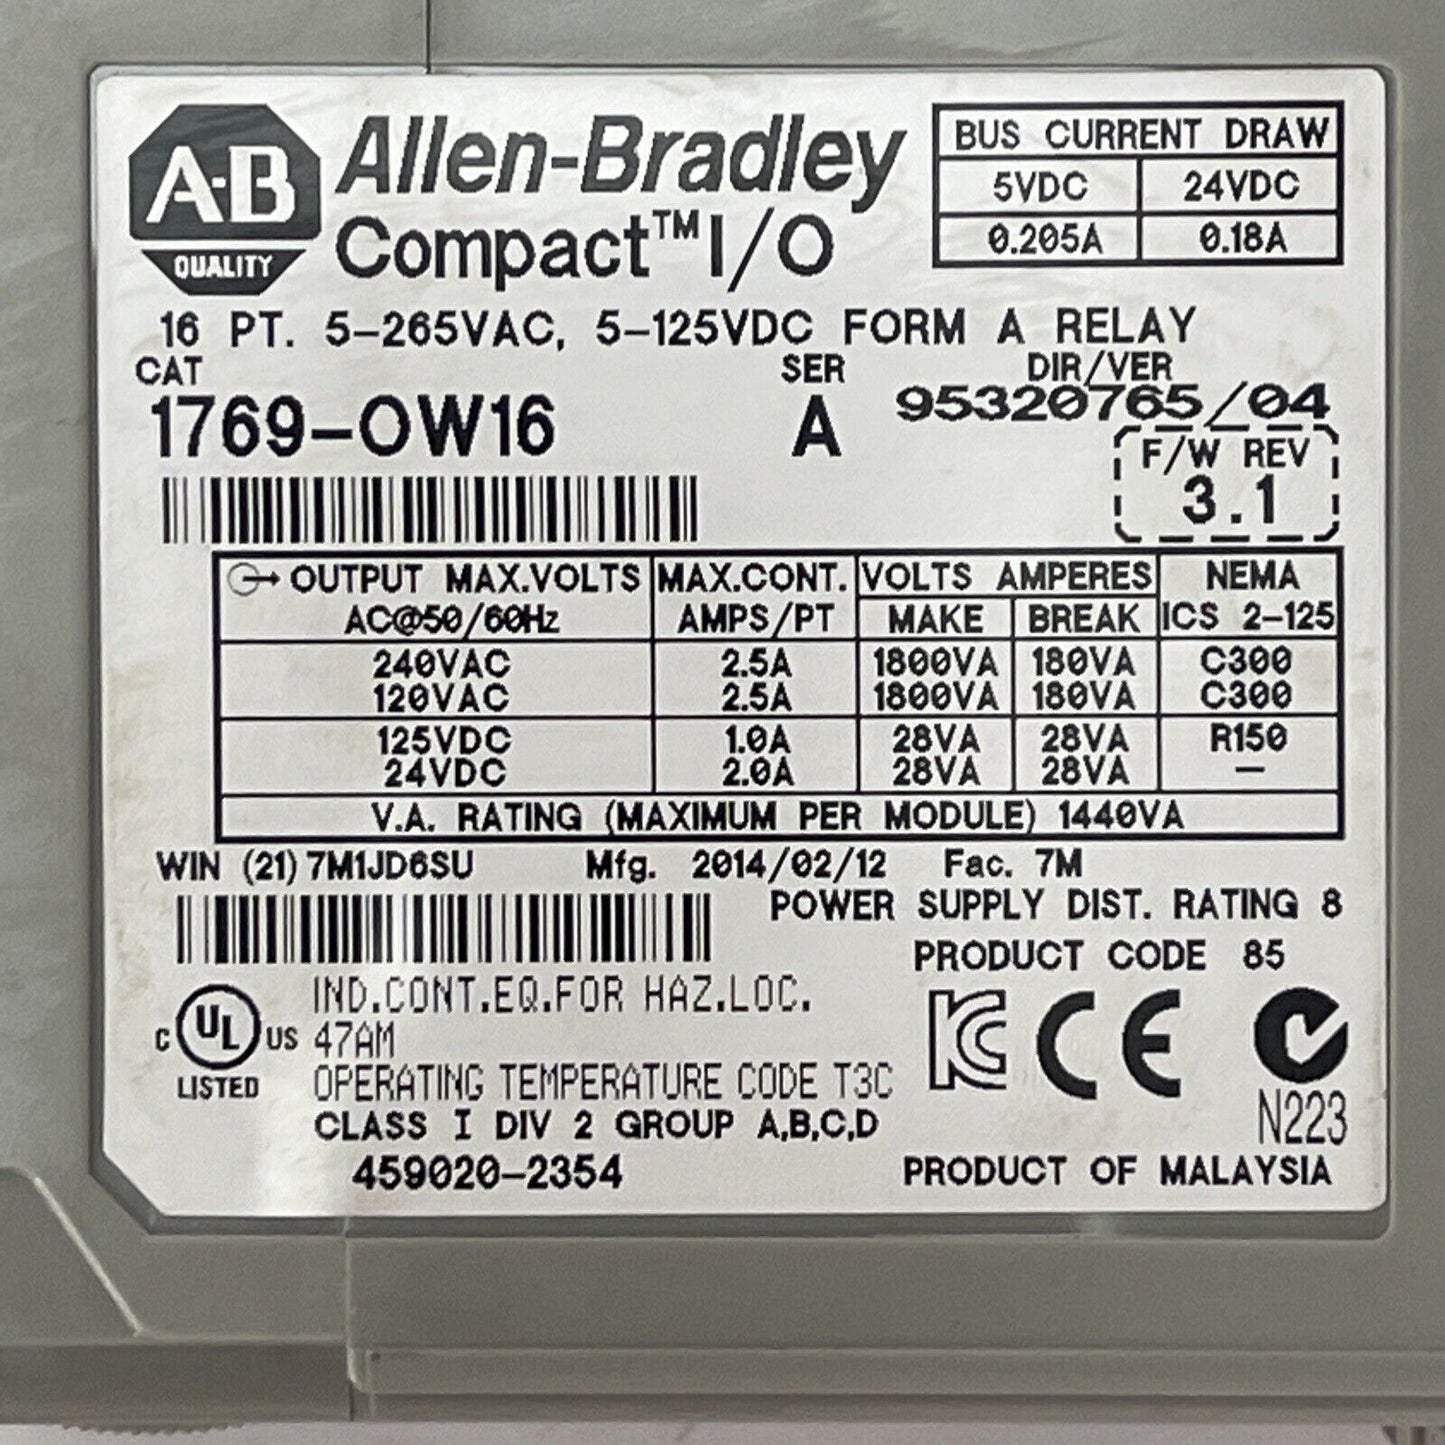 A-B
QUALITY
Allen-Bradley
Compact™ I/O
BUS CURRENT DRAW
5VDC 24VDC
0.205A 0.18A
16 PT. 5-265VAC, 5-125VDC FORM A RELAY
CAT SER DIR/VER
1769-OW16 A 95320765/04
F/W REV
3.1
OUTPUT MAX.VOLTS MAX.CONT. VOLTS AMPERES NEMA
AC@50/60Hz AMPS/PT MAKE BREAK ICS 2-125
240VAC 2.5A 1800VA 180VA C300
120VAC 2.5A 1800VA 180VA C300
125VDC 1.0A 28VA 28VA R150
24VDC 2.0A 28VA 28VA —
V.A. RATING (MAXIMUM PER MODULE) 1440VA
WIN (21) 7M1JD6SU Mfg. 2014/02/12 Fac. 7M
POWER SUPPLY DIST. RATING 8
PRODUCT CODE 85
IND.CONT.EQ.FOR HAZ.LOC.
C UL US 47AM
LISTED
OPERATING TEMPERATURE CODE T3C
CLASS I DIV 2 GROUP A,B,C,D
KC CE
N223
459020-2354
PRODUCT OF MALAYSIA